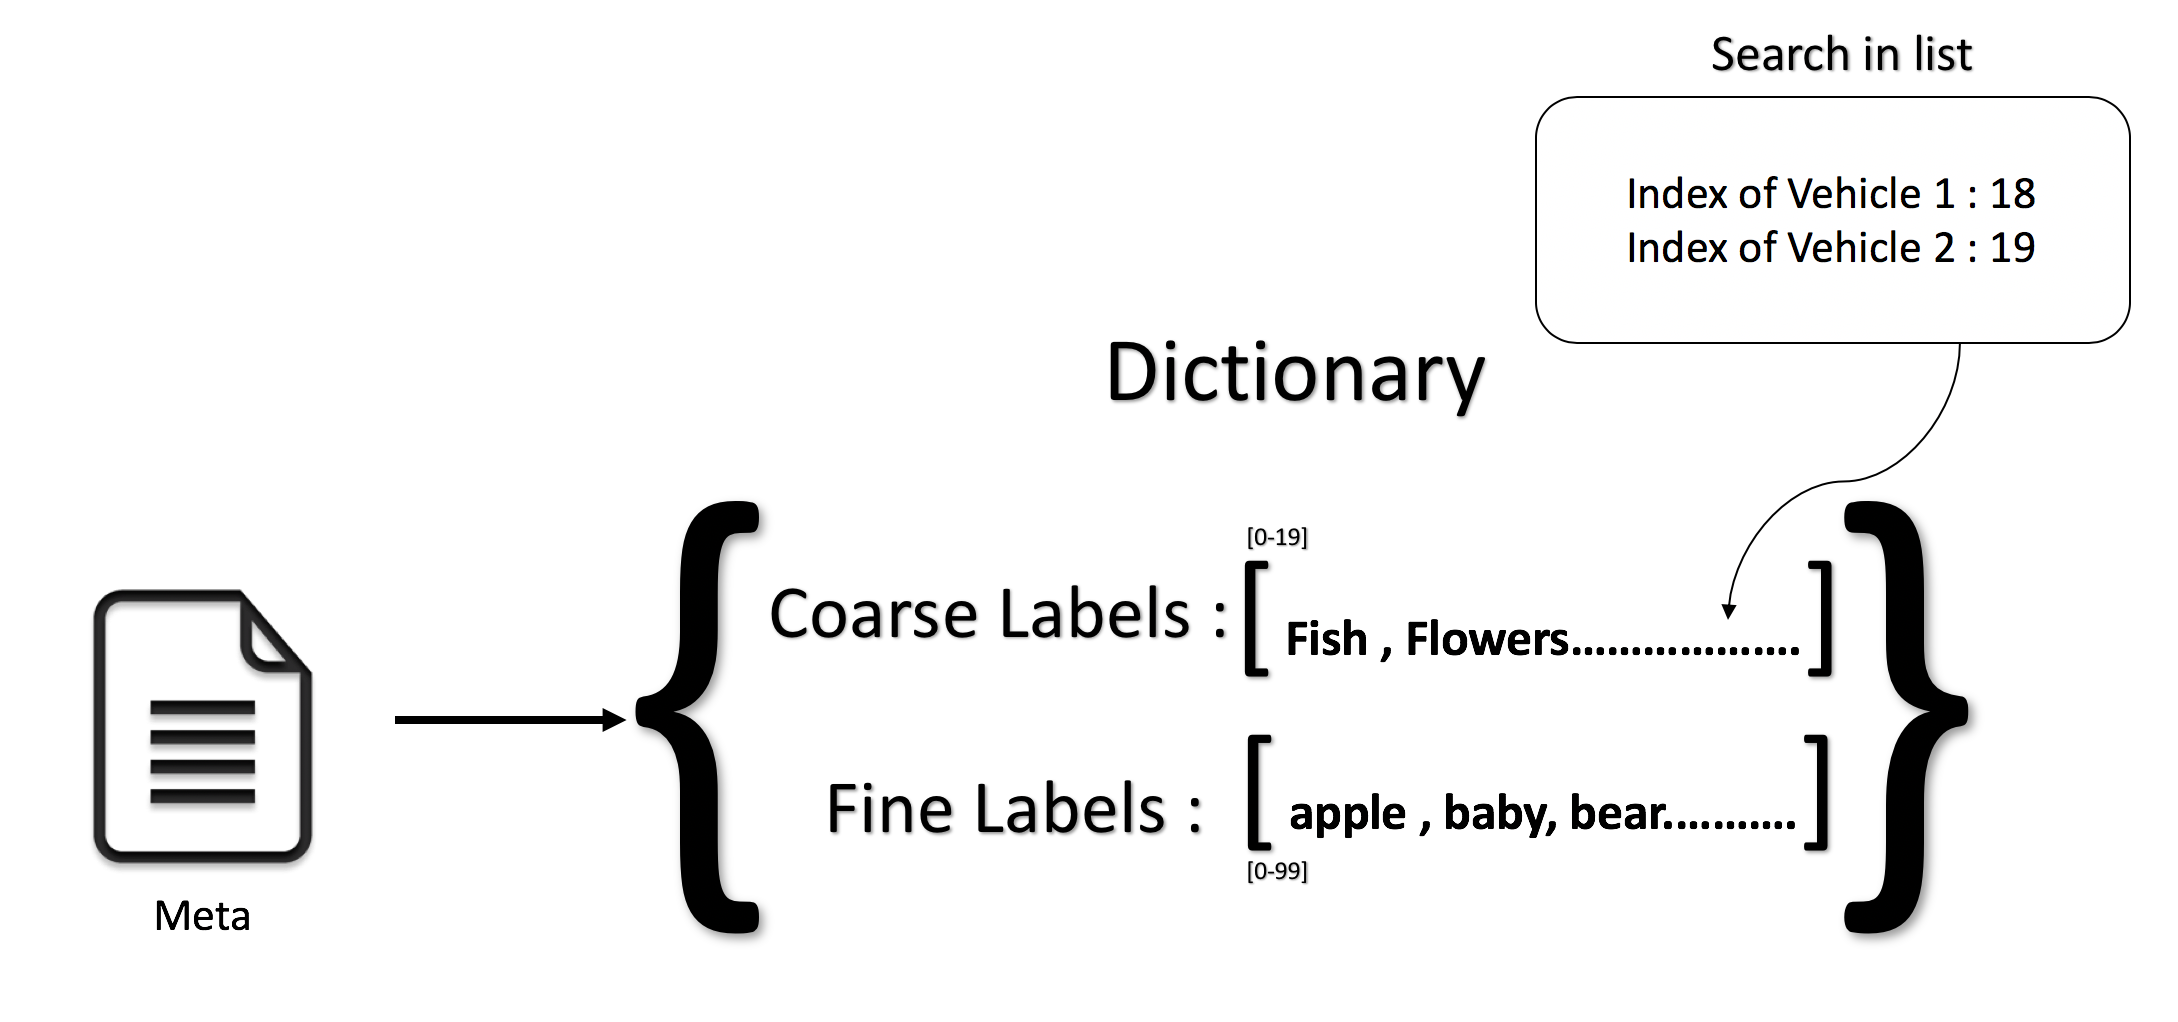 Search in list
Index of Vehicle 1 : 18
Index of Vehicle 2 : 19
Dictionary
[0-19]
Coarse Labels : [ Fish , Flowers................... ]
Fine Labels : [ apple , baby, bear........... ]
[0-99]
Meta